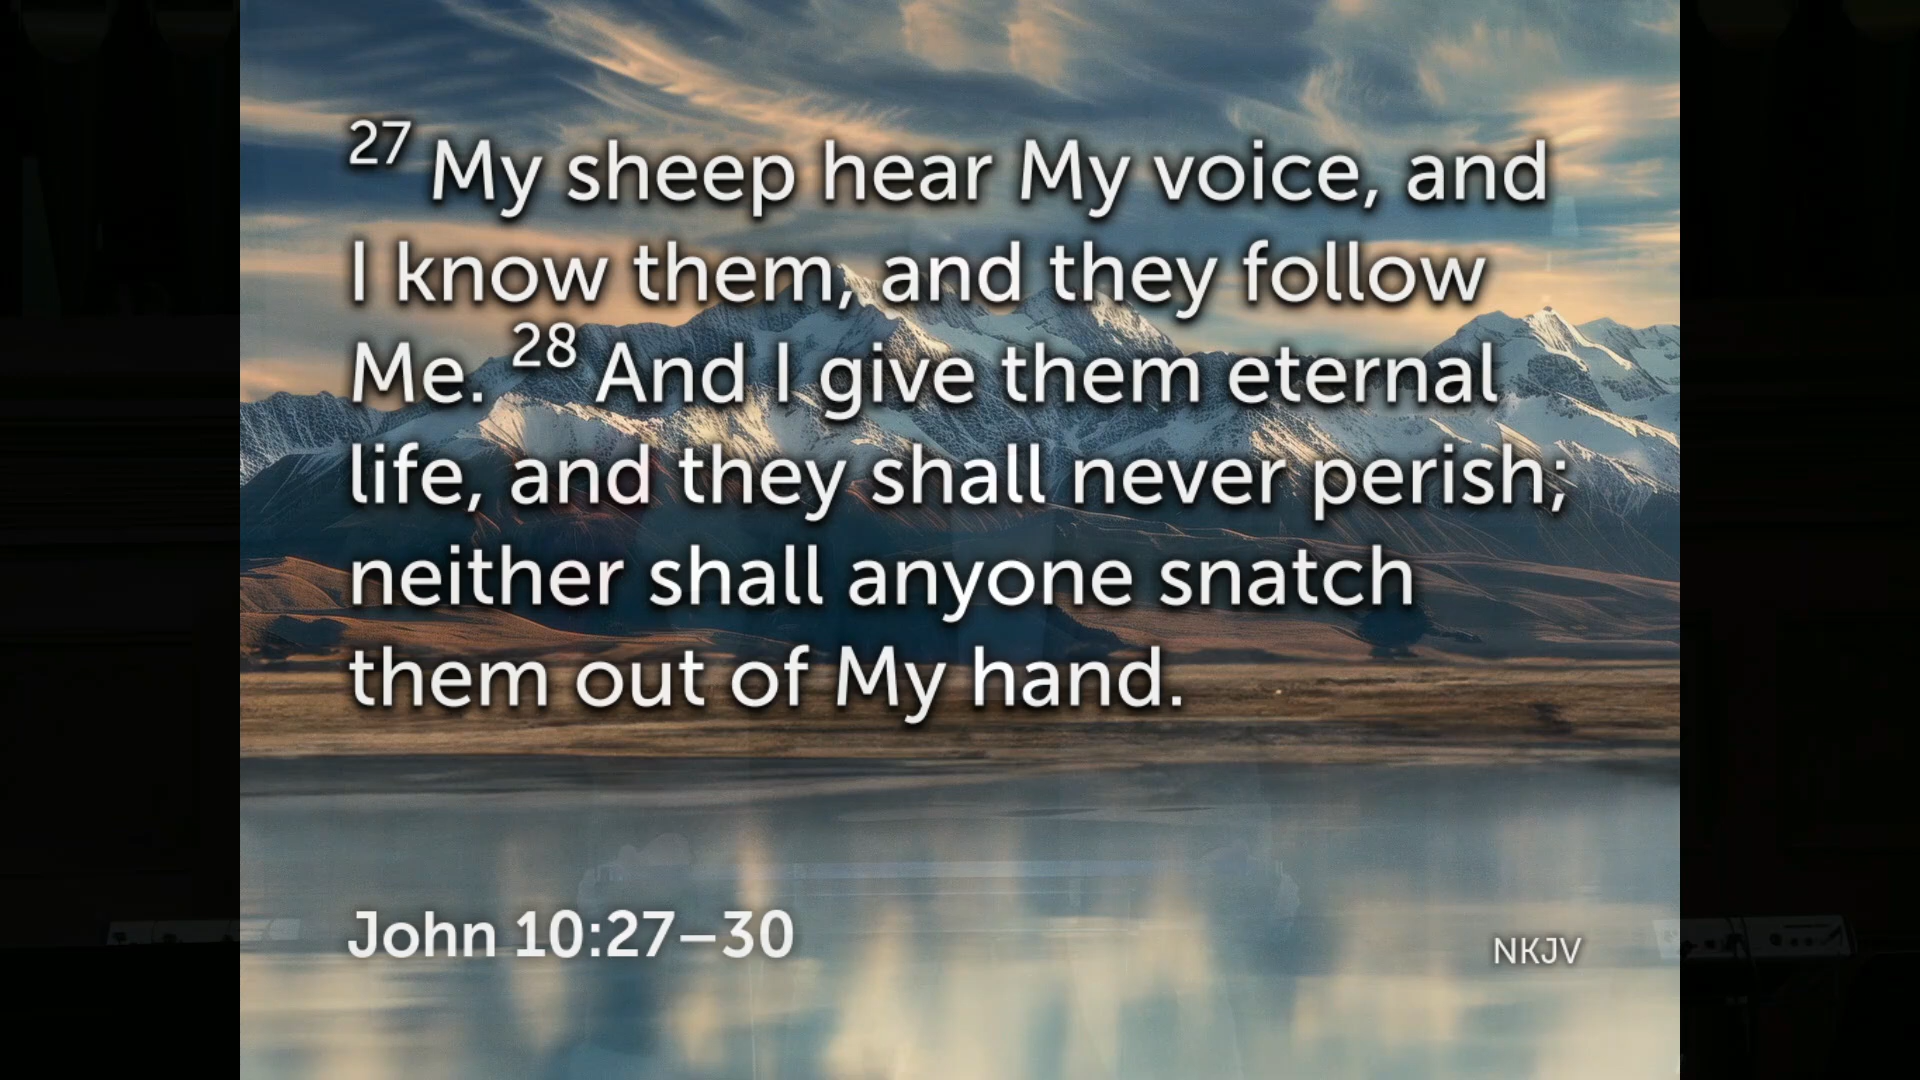 27 My sheep hear My voice, and
I know them, and they follow
Me. 28 And I give them eternal
life, and they shall never perish;
neither shall anyone snatch
them out of My hand.
John 10:27–30
NKJV